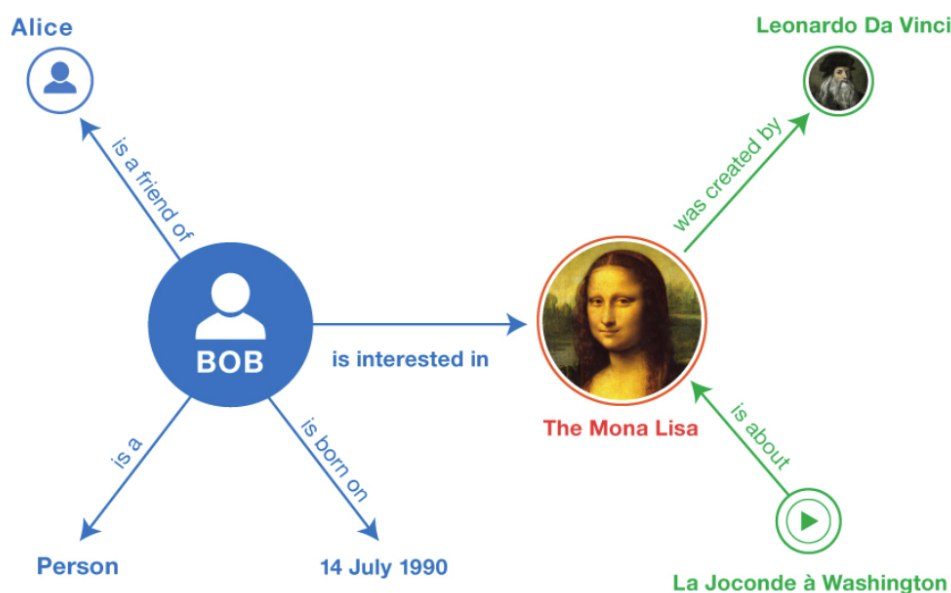 Alice
Leonardo Da Vinci
is a friend of
was created by
BOB
is interested in
The Mona Lisa
is a
is born on
is about
Person
14 July 1990
La Joconde à Washington